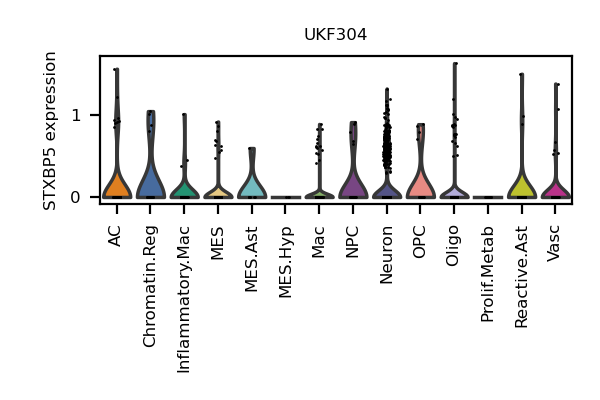 UKF304
STXBP5 expression
1
0
AC
Chromatin.Reg
Inflammatory.Mac
MES
MES.Ast
MES.Hyp
Mac
NPC
Neuron
OPC
Oligo
Prolif.Metab
Reactive.Ast
Vasc